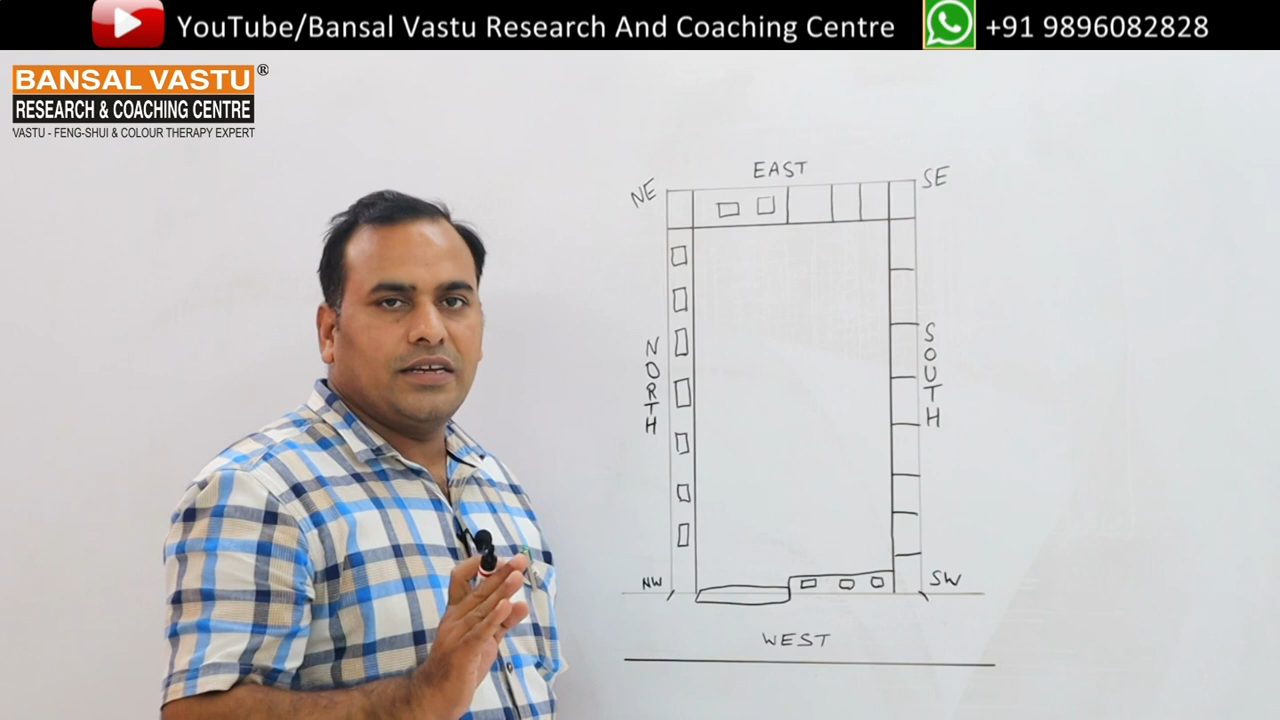 YouTube/Bansal Vastu Research And Coaching Centre
+91 9896082828
BANSAL VASTU®
RESEARCH & COACHING CENTRE
VASTU - FENG-SHUI & COLOUR THERAPY EXPERT
EAST
NE
SE
NORTH
SOUTH
NW
SW
WEST